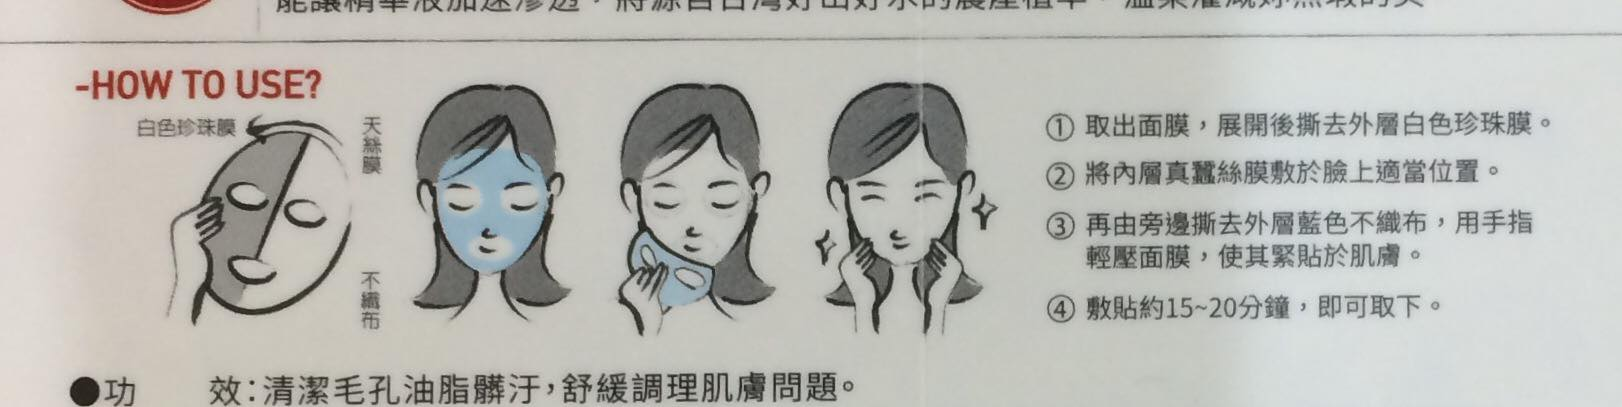 -HOW TO USE?
白色珍珠膜
天絲膜
不織布
① 取出面膜，展開後撕去外層白色珍珠膜。
② 將內層真蠶絲膜敷於臉上適當位置。
③ 再由旁邊撕去外層藍色不織布，用手指
輕壓面膜，使其緊貼於肌膚。
④ 敷貼約15~20分鐘，即可取下。
●功 效：清潔毛孔油脂髒汙，舒緩調理肌膚問題。